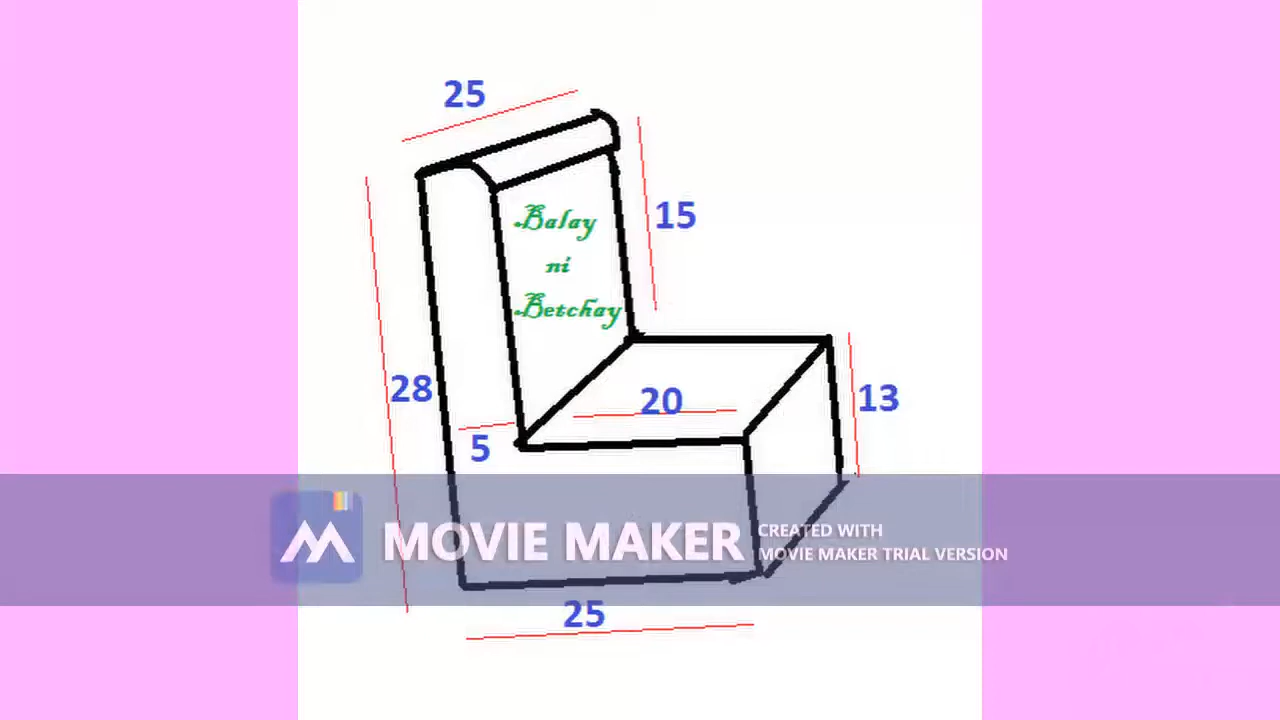 25
15
Balay
ni
Betchay
28
20
13
5
MOVIE MAKER
CREATED WITH
MOVIE MAKER TRIAL VERSION
25